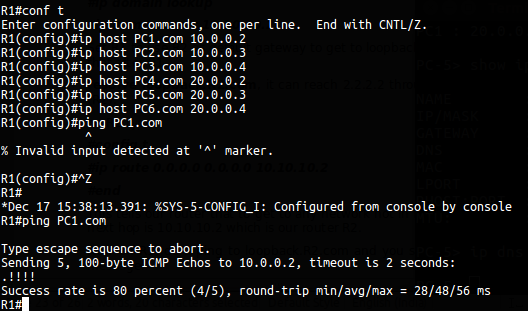 R1#conf t
Enter configuration commands, one per line.  End with CNTL/Z.
R1(config)#ip host PC1.com 10.0.0.2
R1(config)#ip host PC2.com 10.0.0.3
R1(config)#ip host PC3.com 10.0.0.4
R1(config)#ip host PC4.com 20.0.0.2
R1(config)#ip host PC5.com 20.0.0.3
R1(config)#ip host PC6.com 20.0.0.4
R1(config)#ping PC1.com
^
% Invalid input detected at '^' marker.
R1(config)#^Z
R1#
*Dec 17 15:38:13.391: %SYS-5-CONFIG_I: Configured from console by console
R1#ping PC1.com
Type escape sequence to abort.
Sending 5, 100-byte ICMP Echos to 10.0.0.2, timeout is 2 seconds:
.!!!!
Success rate is 80 percent (4/5), round-trip min/avg/max = 28/48/56 ms
R1#